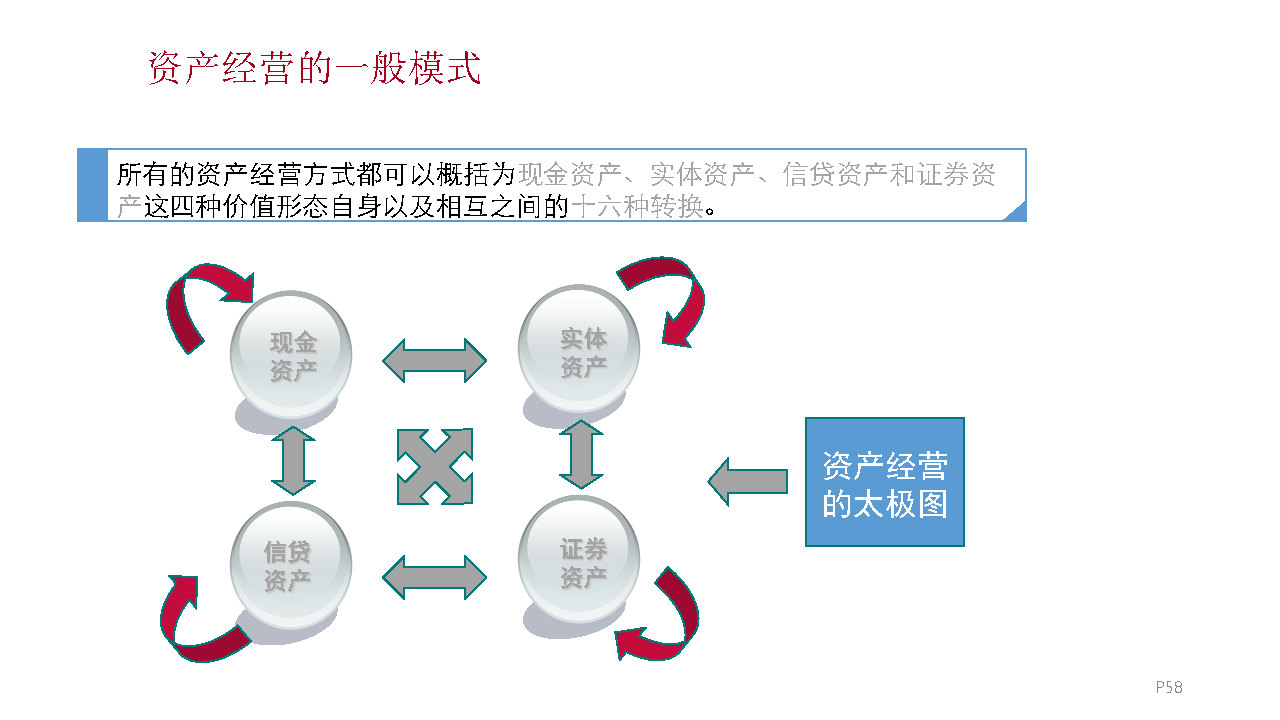 资产经营的一般模式
所有的资产经营方式都可以概括为现金资产、实体资产、信贷资产和证券资
产这四种价值形态自身以及相互之间的十六种转换。
现金
资产
实体
资产
资产经营
的太极图
信贷
资产
证券
资产
P58